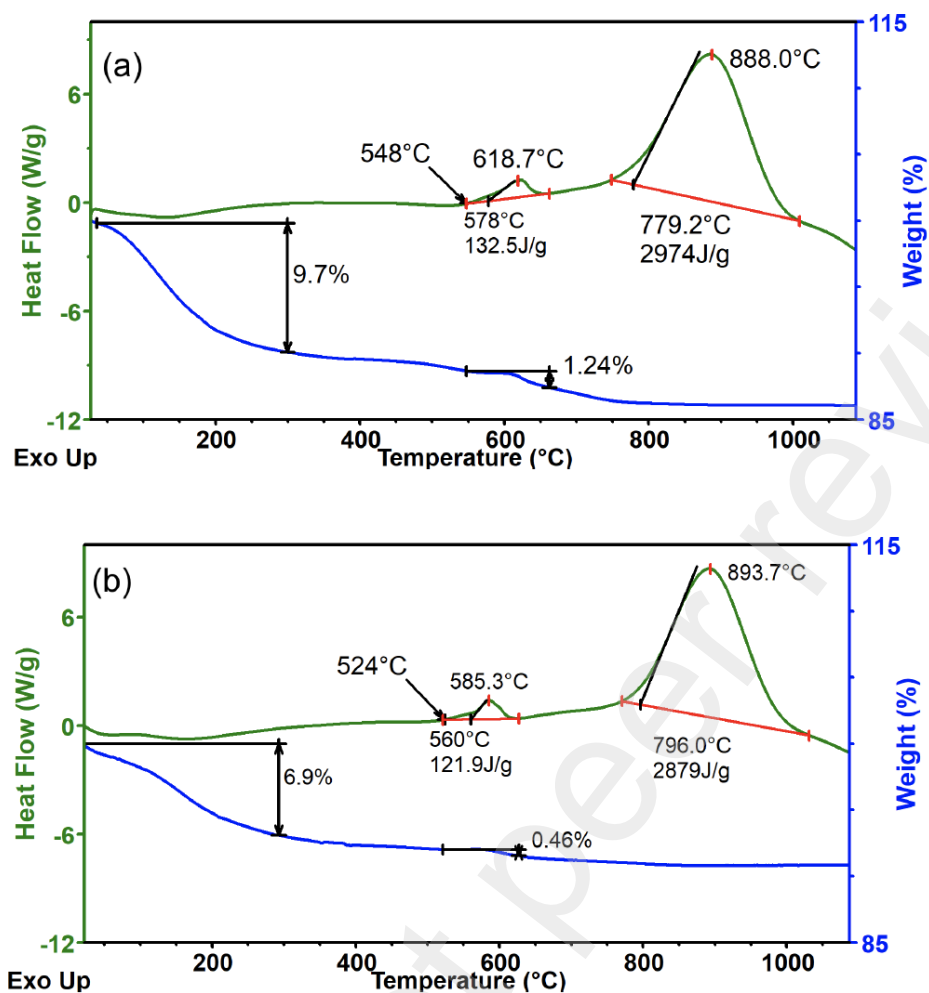 (a)
115
888.0°C
6
548°C
618.7°C
0
578°C
132.5J/g
779.2°C
2974J/g
9.7%
-6
1.24%
-12
85
200
400
600
800
1000
Heat Flow (W/g)
Weight (%)
Exo Up
Temperature (°C)
(b)
115
893.7°C
6
524°C
585.3°C
0
560°C
121.9J/g
796.0°C
2879J/g
6.9%
-6
0.46%
-12
85
200
400
600
800
1000
Heat Flow (W/g)
Weight (%)
Exo Up
Temperature (°C)
t peer revi